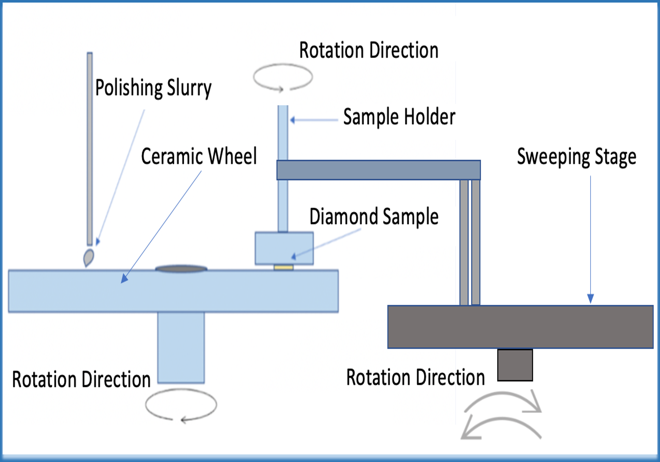 Rotation Direction
Polishing Slurry
Sample Holder
Ceramic Wheel
Sweeping Stage
Diamond Sample
Rotation Direction
Rotation Direction